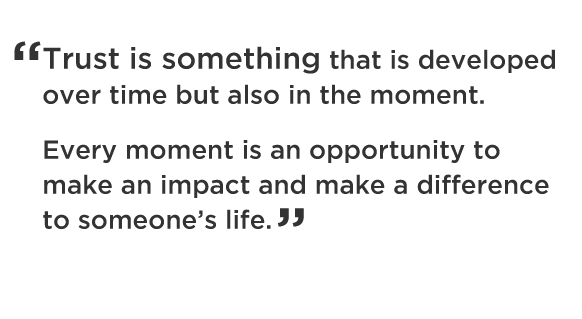 “Trust is something that is developed
over time but also in the moment.
Every moment is an opportunity to
make an impact and make a difference
to someone’s life.”